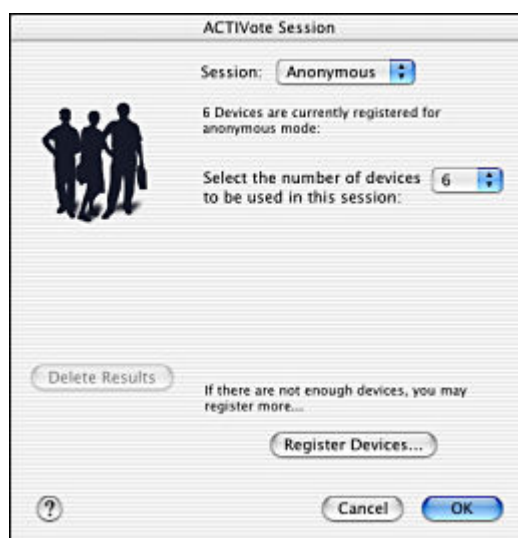 ACTIVote Session
Session: Anonymous
6 Devices are currently registered for
anonymous mode:
Select the number of devices 6
to be used in this session:
Delete Results
If there are not enough devices, you may
register more...
Register Devices...
?
Cancel OK